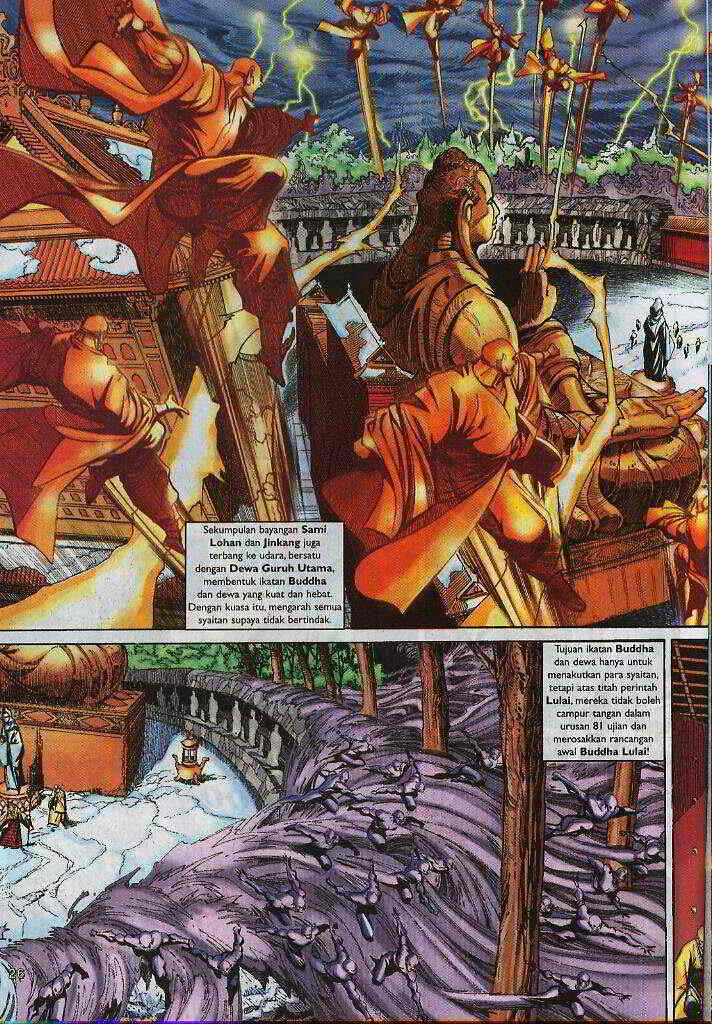 Sekumpulan bayangan Sami
Lohan dan Jinkang juga
terbang ke udara, bersatu
dengan Dewa Guruh Utama,
membentuk ikatan Buddha
dan dewa yang kuat dan hebat.
Dengan kuasa itu, mengarah semua
syaitan supaya tidak bertindak.
Tujuan ikatan Buddha
dan dewa hanya untuk
menakutkan para syaitan,
tetapi atas titah perintah
Lulai, mereka tidak boleh
campur tangan dalam
urusan 81 ujian dan
merosakkan rancangan
awal Buddha Lulai!
26